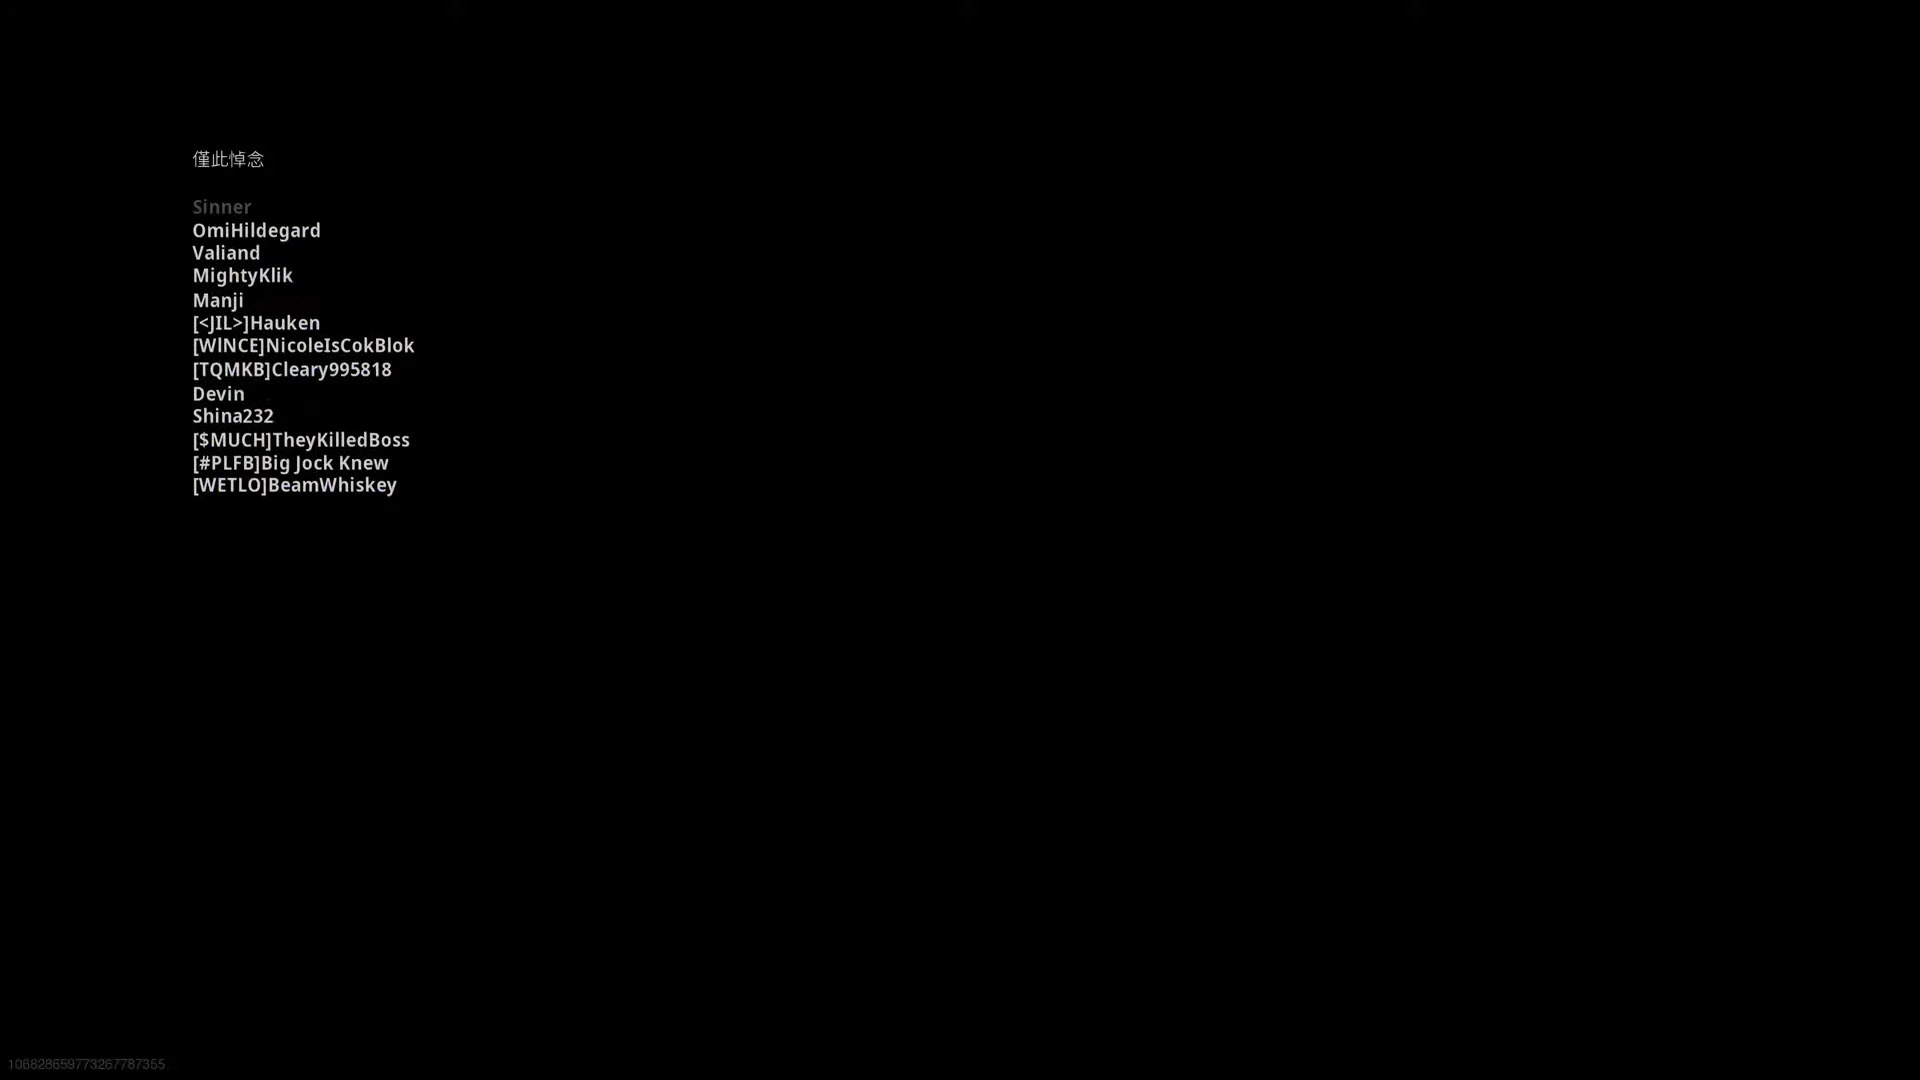 僅此悼念
Sinner
OmiHildegard
Valiand
MightyKlik
Manji
[<JIL>]Hauken
[WlNCE]NicoleIsCokBlok
[TQMKB]Cleary995818
Devin
Shina232
[$MUCH]TheyKilledBoss
[#PLFB]Big Jock Knew
[WETLO]BeamWhiskey
106828659773267787355